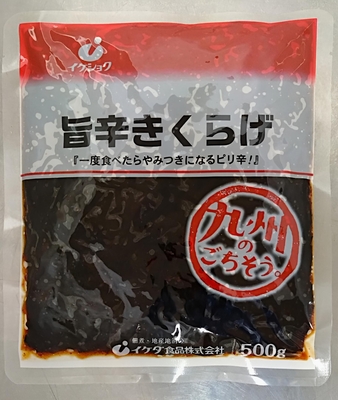 イケショク
旨辛きくらげ
『一度食べたらやみつきになるピリ辛!』
九州
の
ごちそう。
イケダ食品株式会社
500g